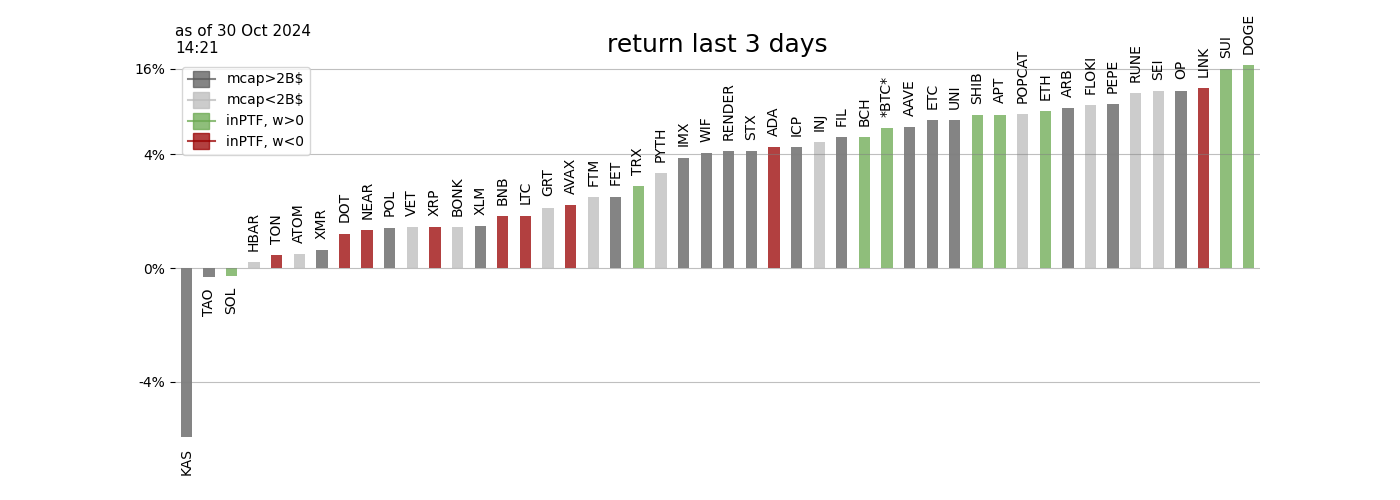 as of 30 Oct 2024
14:21
return last 3 days
mcap>2B$
mcap<2B$
inPTF, w>0
inPTF, w<0
16%
4%
0%
-4%
KAS
TAO
SOL
HBAR
TON
ATOM
XMR
DOT
NEAR
POL
VET
XRP
BONK
XLM
BNB
LTC
GRT
AVAX
FTM
FET
TRX
PYTH
IMX
WIF
RENDER
STX
ADA
ICP
INJ
FIL
BCH
*BTC*
AAVE
ETC
UNI
SHIB
APT
POPCAT
ETH
ARB
FLOKI
PEPE
RUNE
SEI
OP
LINK
SUI
DOGE